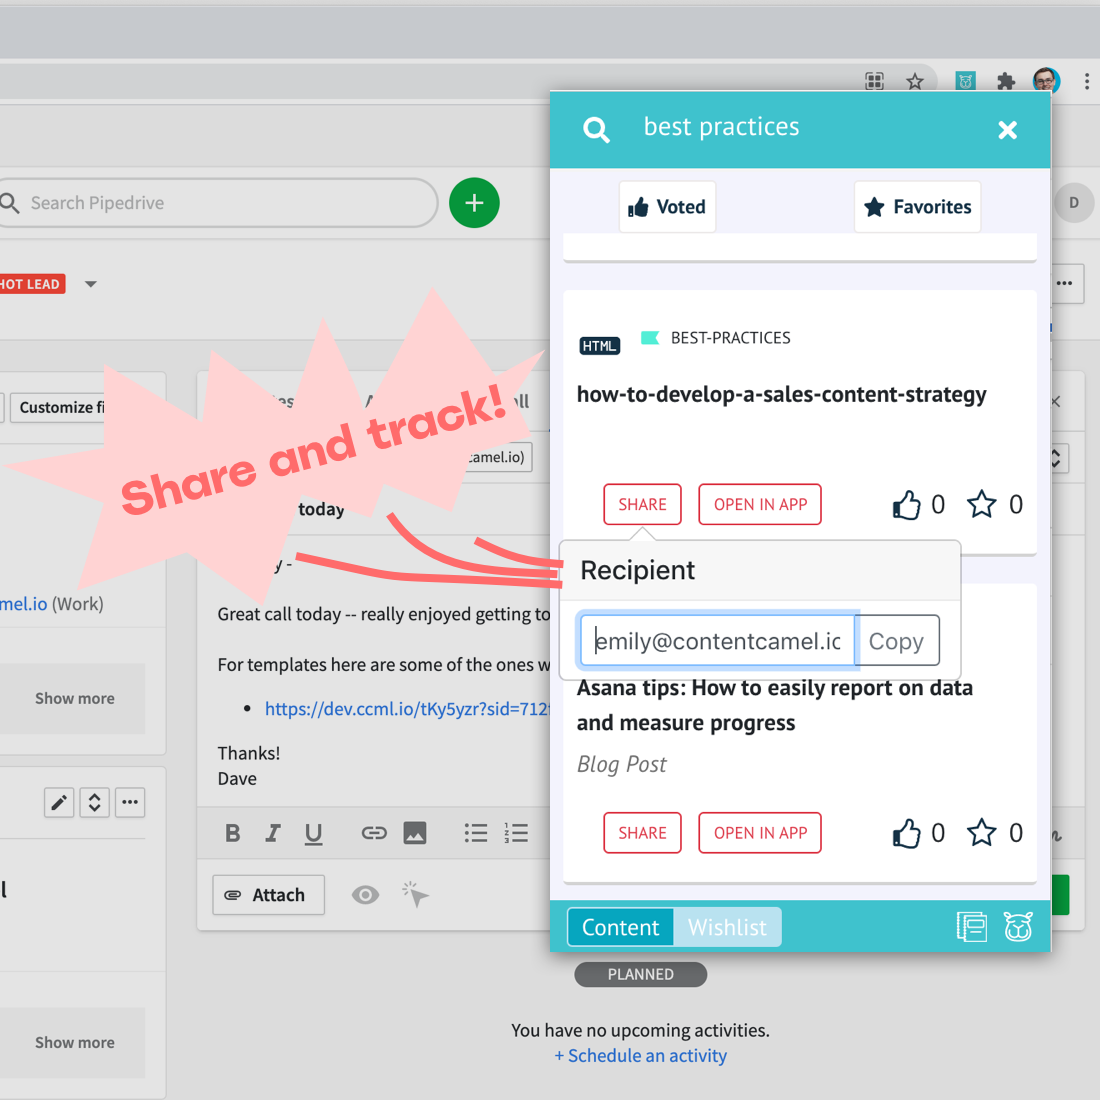 best practices
Search Pipedrive
+
D
Voted
Favorites
HOT LEAD
HTML
BEST-PRACTICES
how-to-develop-a-sales-content-strategy
Customize fi
Share and track!
camel.io)
today
SHARE
OPEN IN APP
0
0
Recipient
emily@contentcamel.io
Copy
mel.io (Work)
Great call today -- really enjoyed getting to
For templates here are some of the ones w
https://dev.ccml.io/tKy5yzr?sid=712
Thanks!
Dave
Show more
Asana tips: How to easily report on data
and measure progress
Blog Post
SHARE
OPEN IN APP
0
0
B I U
Attach
Content
Wishlist
PLANNED
You have no upcoming activities.
+ Schedule an activity
Show more